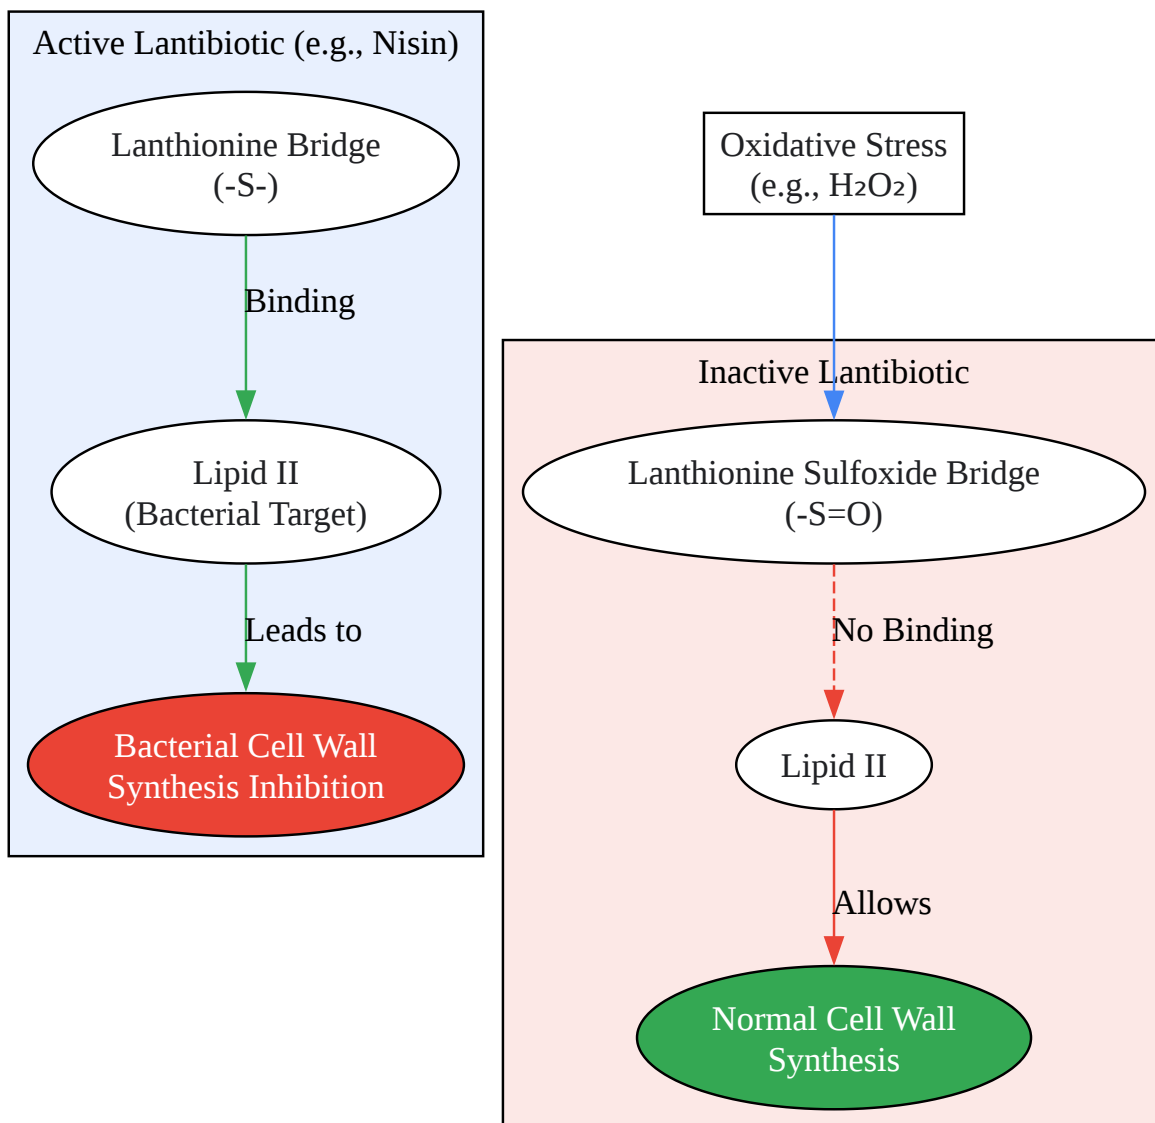 Active Lantibiotic (e.g., Nisin)
Lanthionine Bridge
(-S-)
Binding
Lipid II
(Bacterial Target)
Leads to
Bacterial Cell Wall
Synthesis Inhibition
Oxidative Stress
(e.g., H₂O₂)
Inactive Lantibiotic
Lanthionine Sulfoxide Bridge
(-S=O)
No Binding
Lipid II
Allows
Normal Cell Wall
Synthesis